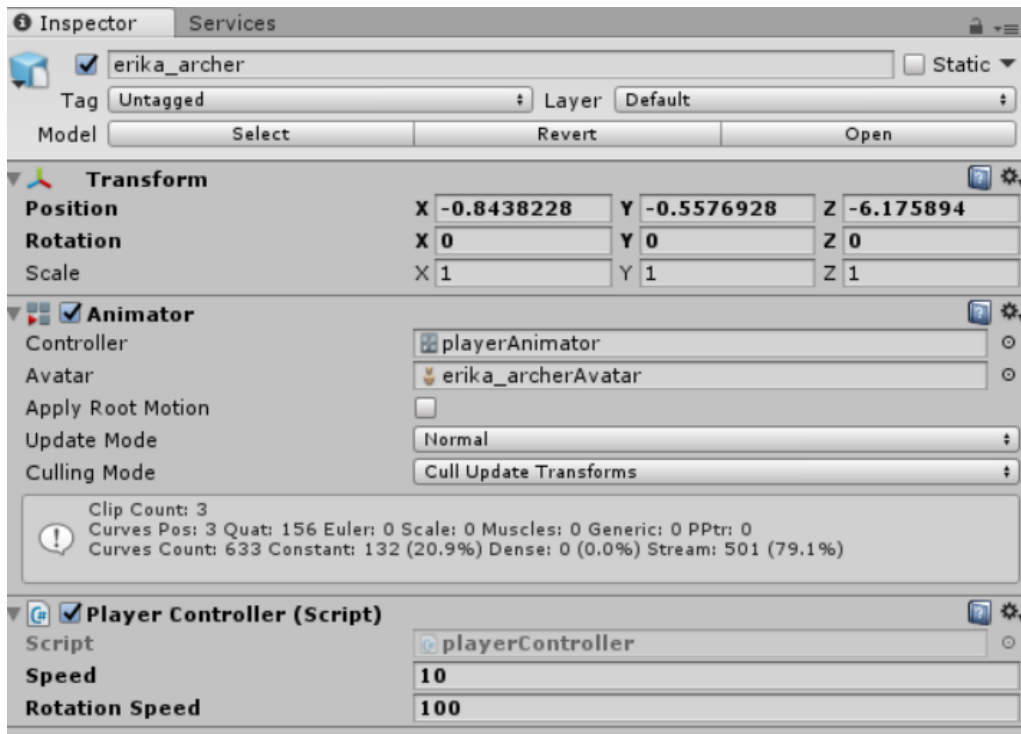 Inspector Services
erika_archer Static
Tag Untagged Layer Default
Model Select Revert Open
Transform
Position X -0.8438228 Y -0.5576928 Z -6.175894
Rotation X 0 Y 0 Z 0
Scale X 1 Y 1 Z 1
Animator
Controller playerAnimator
Avatar erika_archerAvatar
Apply Root Motion
Update Mode Normal
Culling Mode Cull Update Transforms
Clip Count: 3
Curves Pos: 3 Quat: 156 Euler: 0 Scale: 0 Muscles: 0 Generic: 0 PPtr: 0
Curves Count: 633 Constant: 132 (20.9%) Dense: 0 (0.0%) Stream: 501 (79.1%)
Player Controller (Script)
Script playerController
Speed 10
Rotation Speed 100